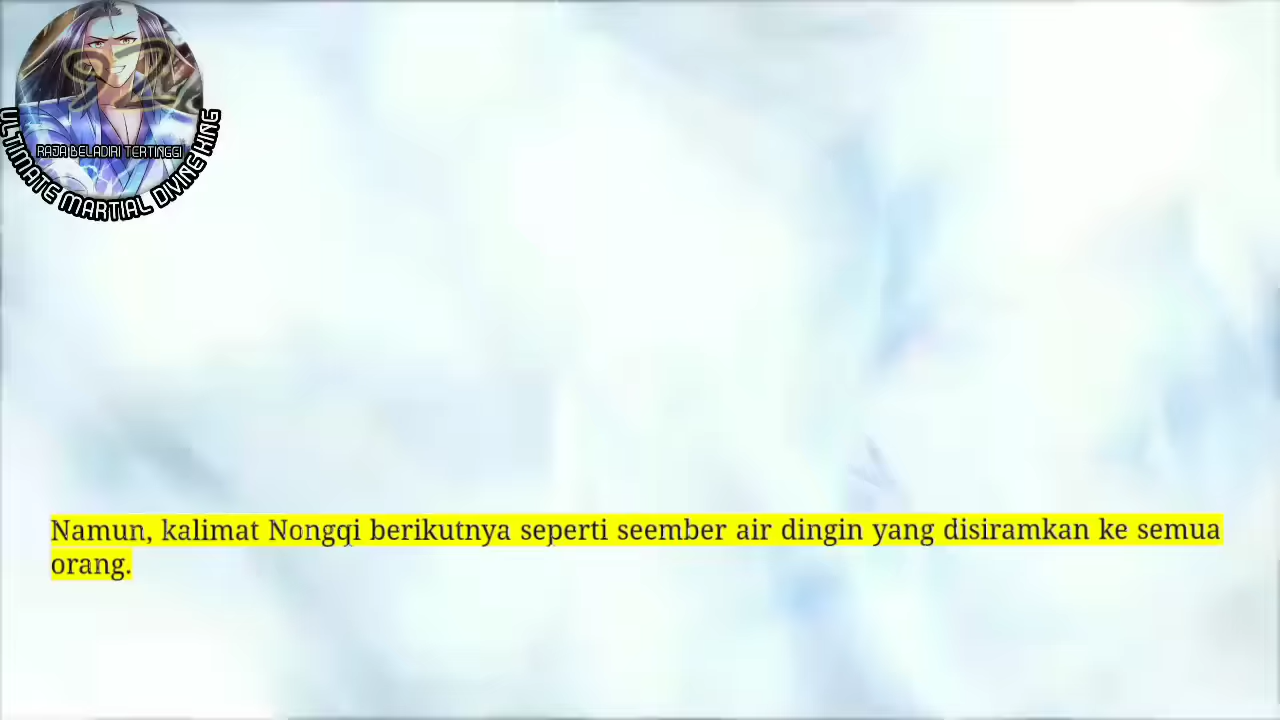 RAJA BELADIRI TERTINGGI
ULTIMATE MARTIAL DIVINE KING
Namun, kalimat Nongqi berikutnya seperti seember air dingin yang disiramkan ke semua
orang.